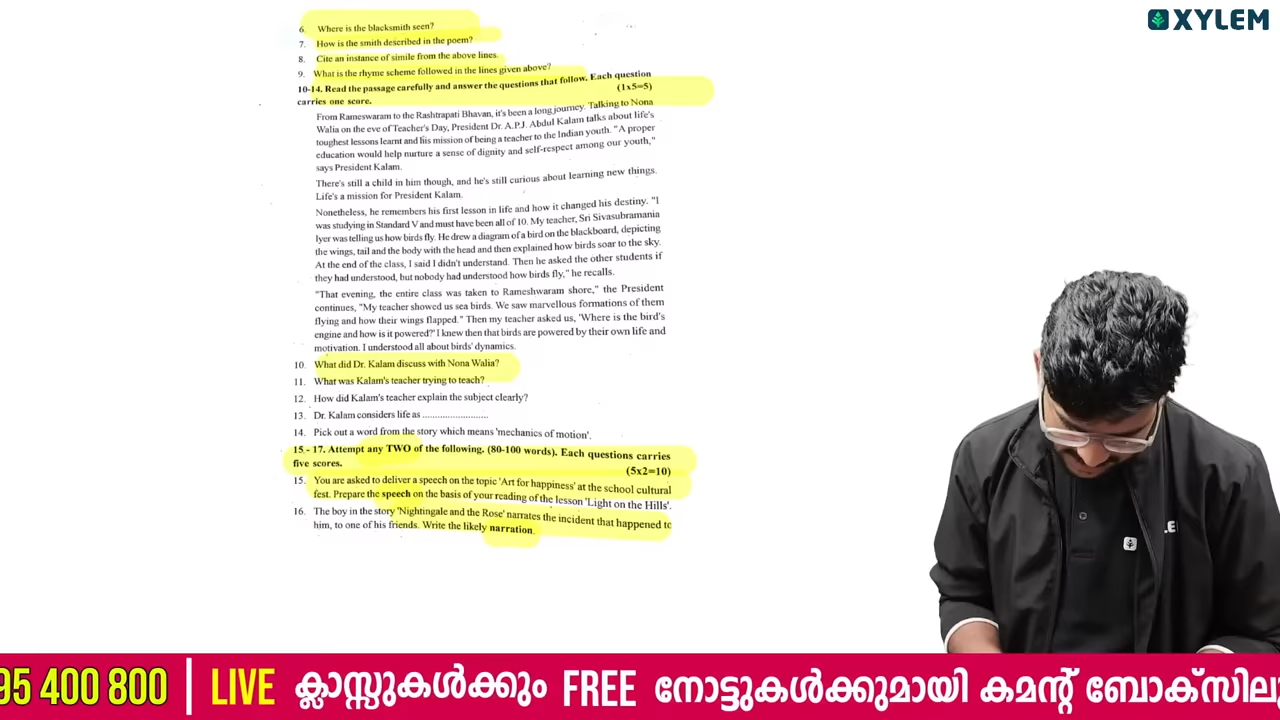 XYLEM
6. Where is the blacksmith seen?
7. How is the smith described in the poem?
8. Cite an instance of simile from the above lines.
9. What is the rhyme scheme followed in the lines given above?
10-14. Read the passage carefully and answer the questions that follow. Each question
carries one score. (1x5=5)
From Rameswaram to the Rashtrapati Bhavan, it's been a long journey. Talking to Nona
Walia on the eve of Teacher's Day, President Dr. A.P.J. Abdul Kalam talks about life's
toughest lessons learnt and his mission of being a teacher to the Indian youth. "A proper
education would help nurture a sense of dignity and self-respect among our youth,"
says President Kalam.
There's still a child in him though, and he's still curious about learning new things.
Life's a mission for President Kalam.
Nonetheless, he remembers his first lesson in life and how it changed his destiny. "I
was studying in Standard V and must have been all of 10. My teacher, Sri Sivasubramania
Iyer was telling us how birds fly. He drew a diagram of a bird on the blackboard, depicting
the wings, tail and the body with the head and then explained how birds soar to the sky.
At the end of the class, I said I didn't understand. Then he asked the other students if
they had understood, but nobody had understood how birds fly," he recalls.
"That evening, the entire class was taken to Rameshwaram shore," the President
continues, "My teacher showed us sea birds. We saw marvellous formations of them
flying and how their wings flapped." Then my teacher asked us, 'Where is the bird's
engine and how is it powered?' I knew then that birds are powered by their own life and
motivation. I understood all about birds' dynamics.
10. What did Dr. Kalam discuss with Nona Walia?
11. What was Kalam's teacher trying to teach?
12. How did Kalam's teacher explain the subject clearly?
13. Dr. Kalam considers life as ........................
14. Pick out a word from the story which means 'mechanics of motion'.
15 - 17. Attempt any TWO of the following. (80-100 words). Each questions carries
five scores. (5x2=10)
15. You are asked to deliver a speech on the topic 'Art for happiness' at the school cultural
fest. Prepare the speech on the basis of your reading of the lesson 'Light on the Hills'.
16. The boy in the story 'Nightingale and the Rose' narrates the incident that happened to
him, to one of his friends. Write the likely narration.
.E
95 400 800 | LIVE ക്ലാസ്സുകൾക്കും FREE നോട്ടുകൾക്കുമായി കമന്റ് ബോക്സിലു